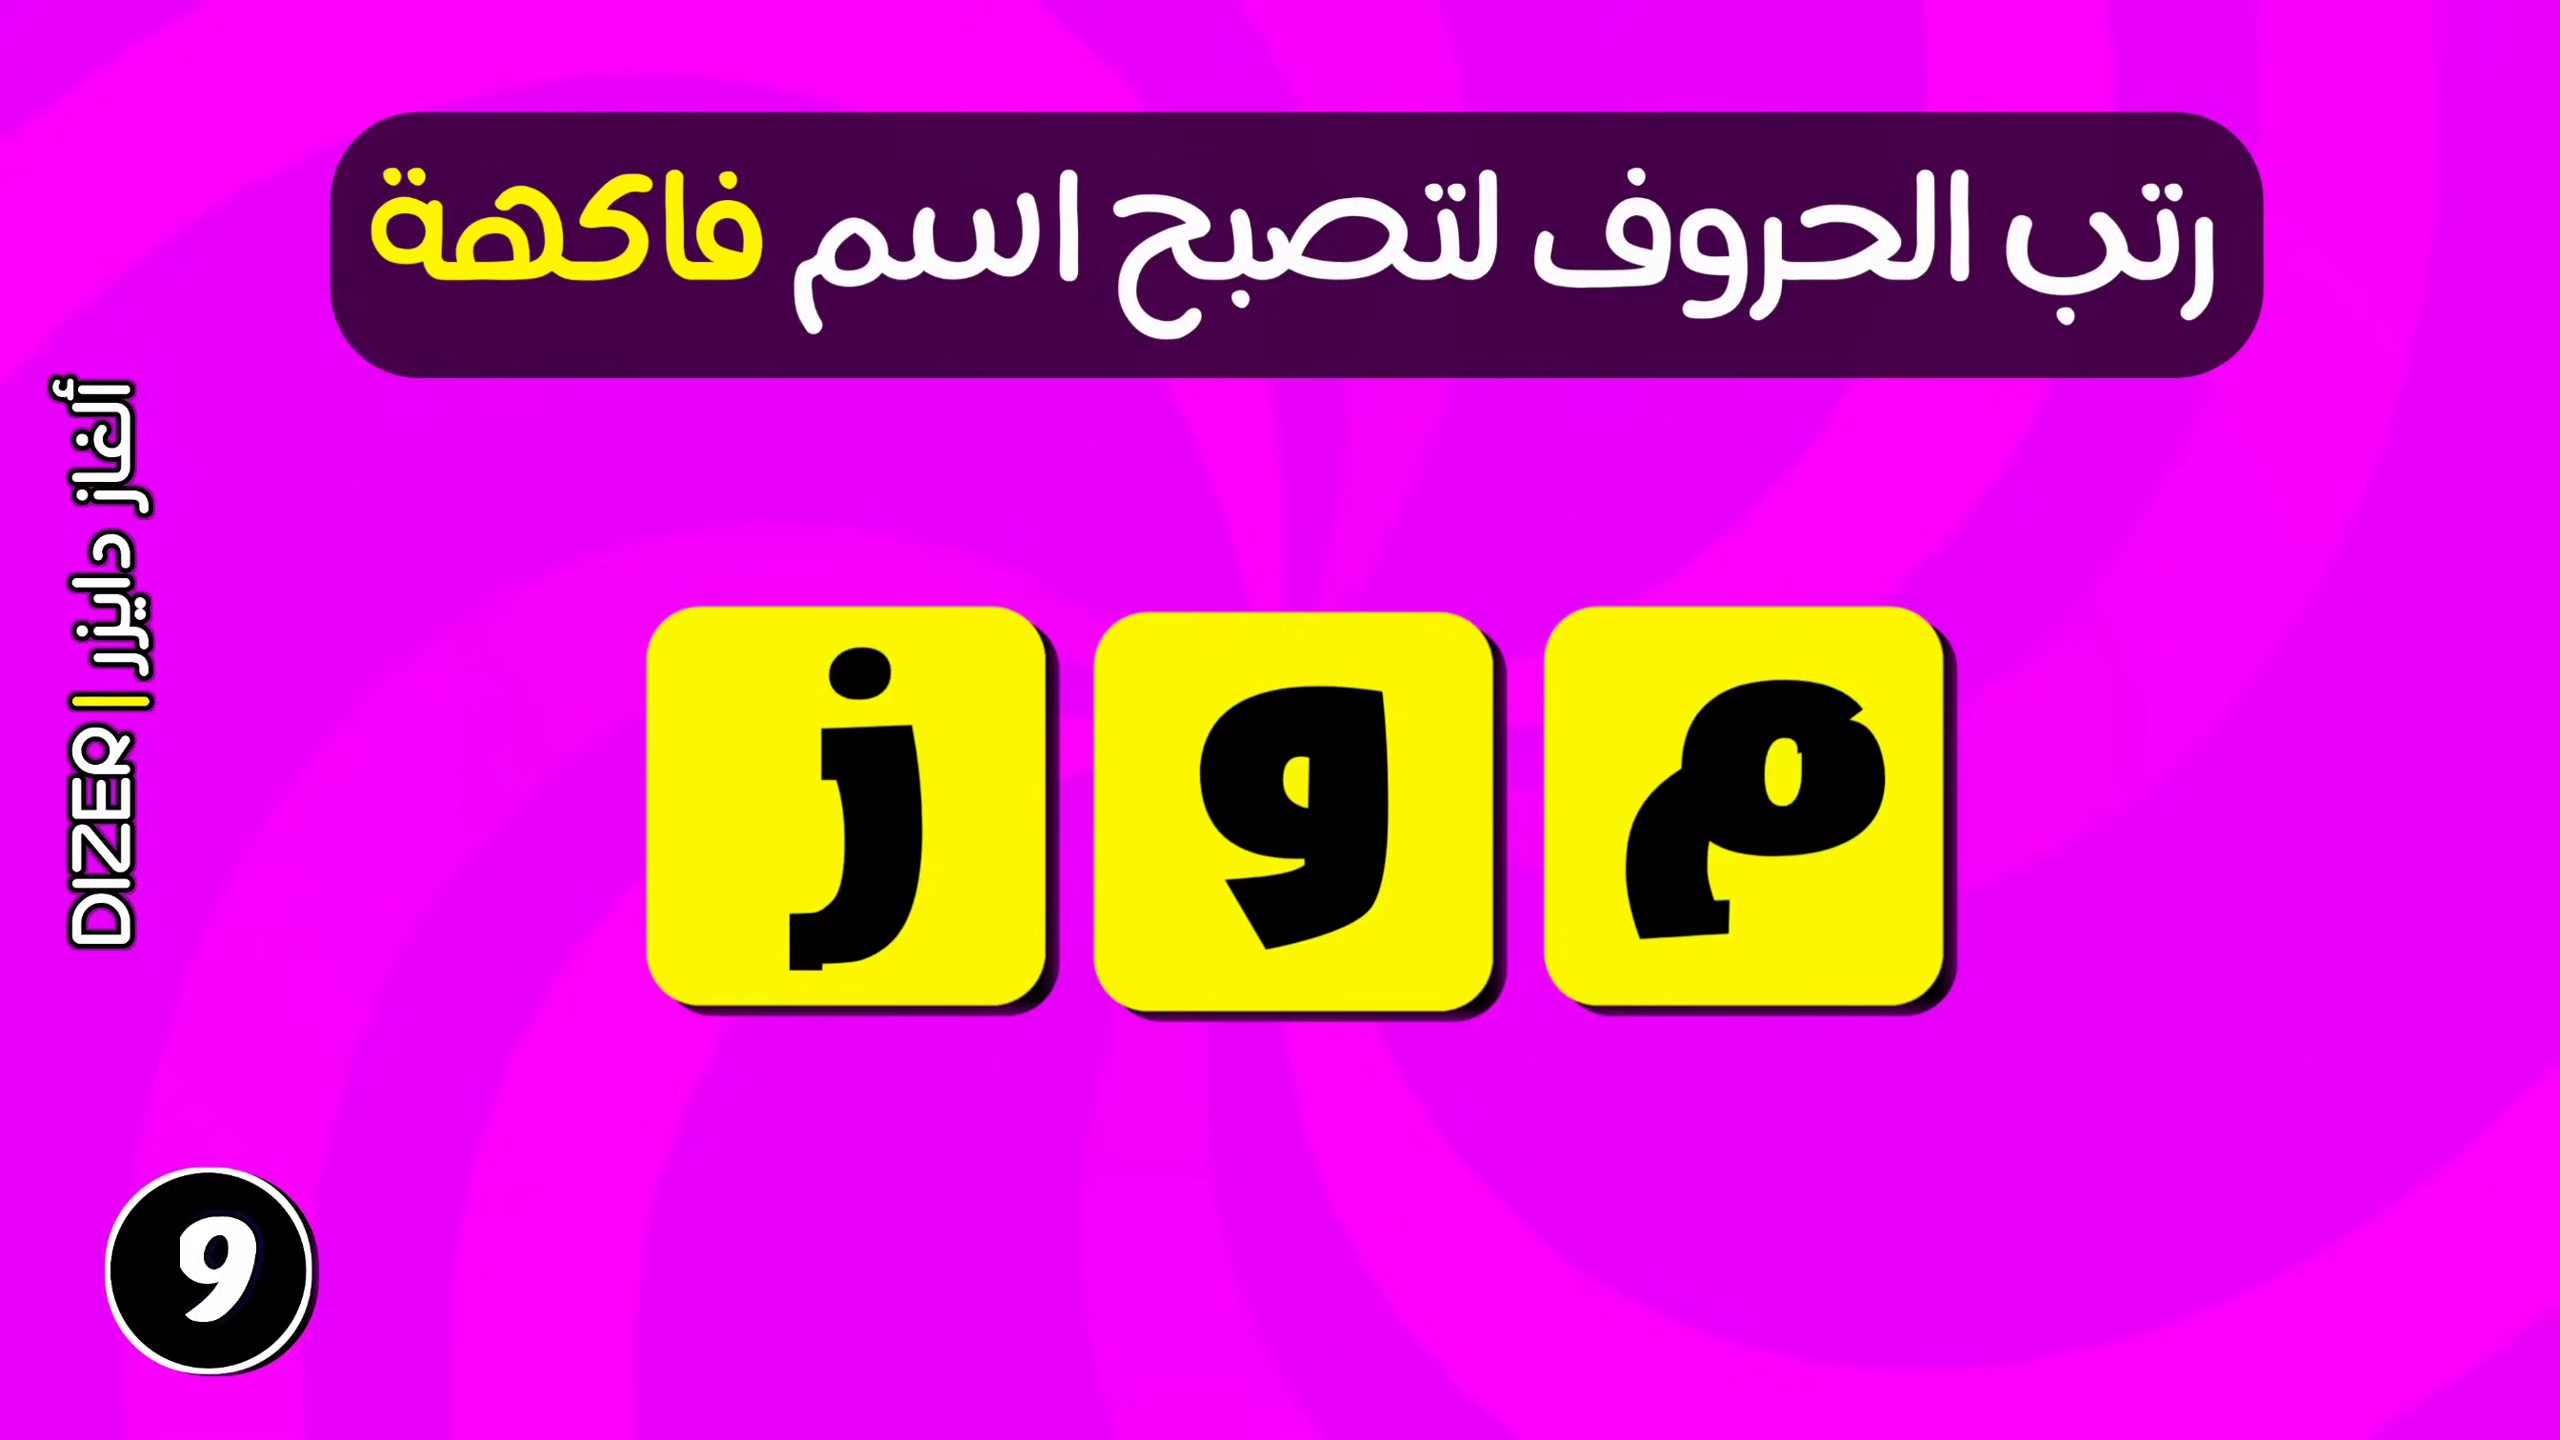 رتب الحروف لتصبح اسم فاكهة
م و ز
ألغاز دايزر | DIZER
9